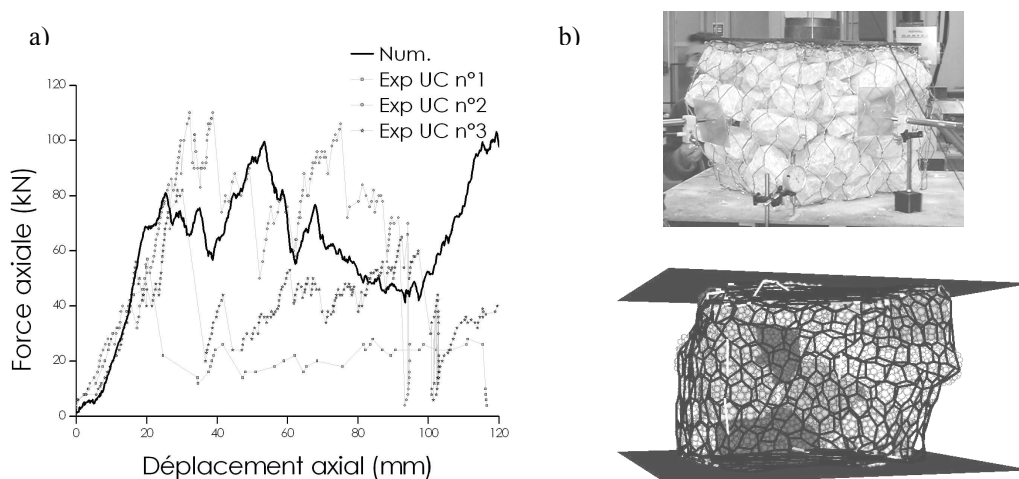 a)
b)
Num.
Exp UC n°1
Exp UC n°2
Exp UC n°3
120
100
80
60
40
20
0
0 20 40 60 80 100 120
Force axiale (kN)
Déplacement axial (mm)